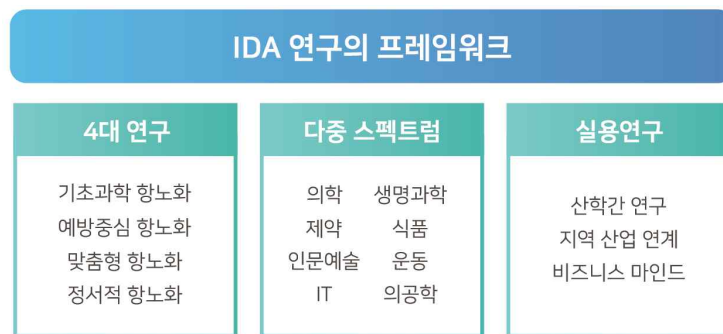 IDA 연구의 프레임워크
4대 연구
기초과학 항노화
예방중심 항노화
맞춤형 항노화
정서적 항노화
다중 스펙트럼
의학 생명과학
제약 식품
인문예술 운동
IT 의공학
실용연구
산학간 연구
지역 산업 연계
비즈니스 마인드